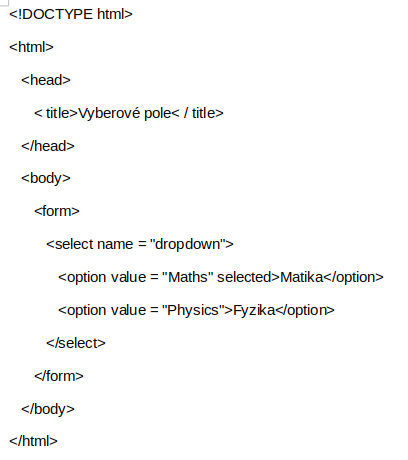 <!DOCTYPE html>
<html>
<head>
< title>Vyberové pole< / title>
</head>
<body>
<form>
<select name = "dropdown">
<option value = "Maths" selected>Matika</option>
<option value = "Physics">Fyzika</option>
</select>
</form>
</body>
</html>